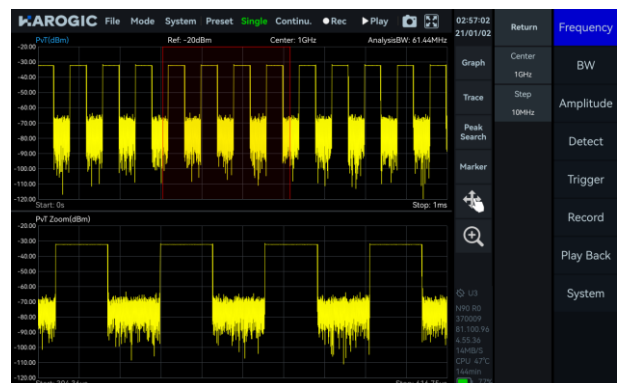 HAROGIC File Mode System Preset Single Continu. Rec Play 02:57:02
21/01/02
Return
Frequency
PvT(dBm) Ref: -20dBm Center: 1GHz AnalysisBW: 61.44MHz
-20.00
-30.00
-40.00
-50.00
-60.00
-70.00
-80.00
-90.00
-100.00
-110.00
-120.00
Start: 0s Stop: 1ms
PvT Zoom(dBm)
-20.00
-30.00
-40.00
-50.00
-60.00
-70.00
-80.00
-90.00
-100.00
-110.00
-120.00
Graph
Trace
Peak
Search
Marker
U3
N90 R0
370009
81.100.96
4.55.36
14MB/S
CPU 47°C
144min
Center
1GHz
Step
10MHz
BW
Amplitude
Detect
Trigger
Record
Play Back
System